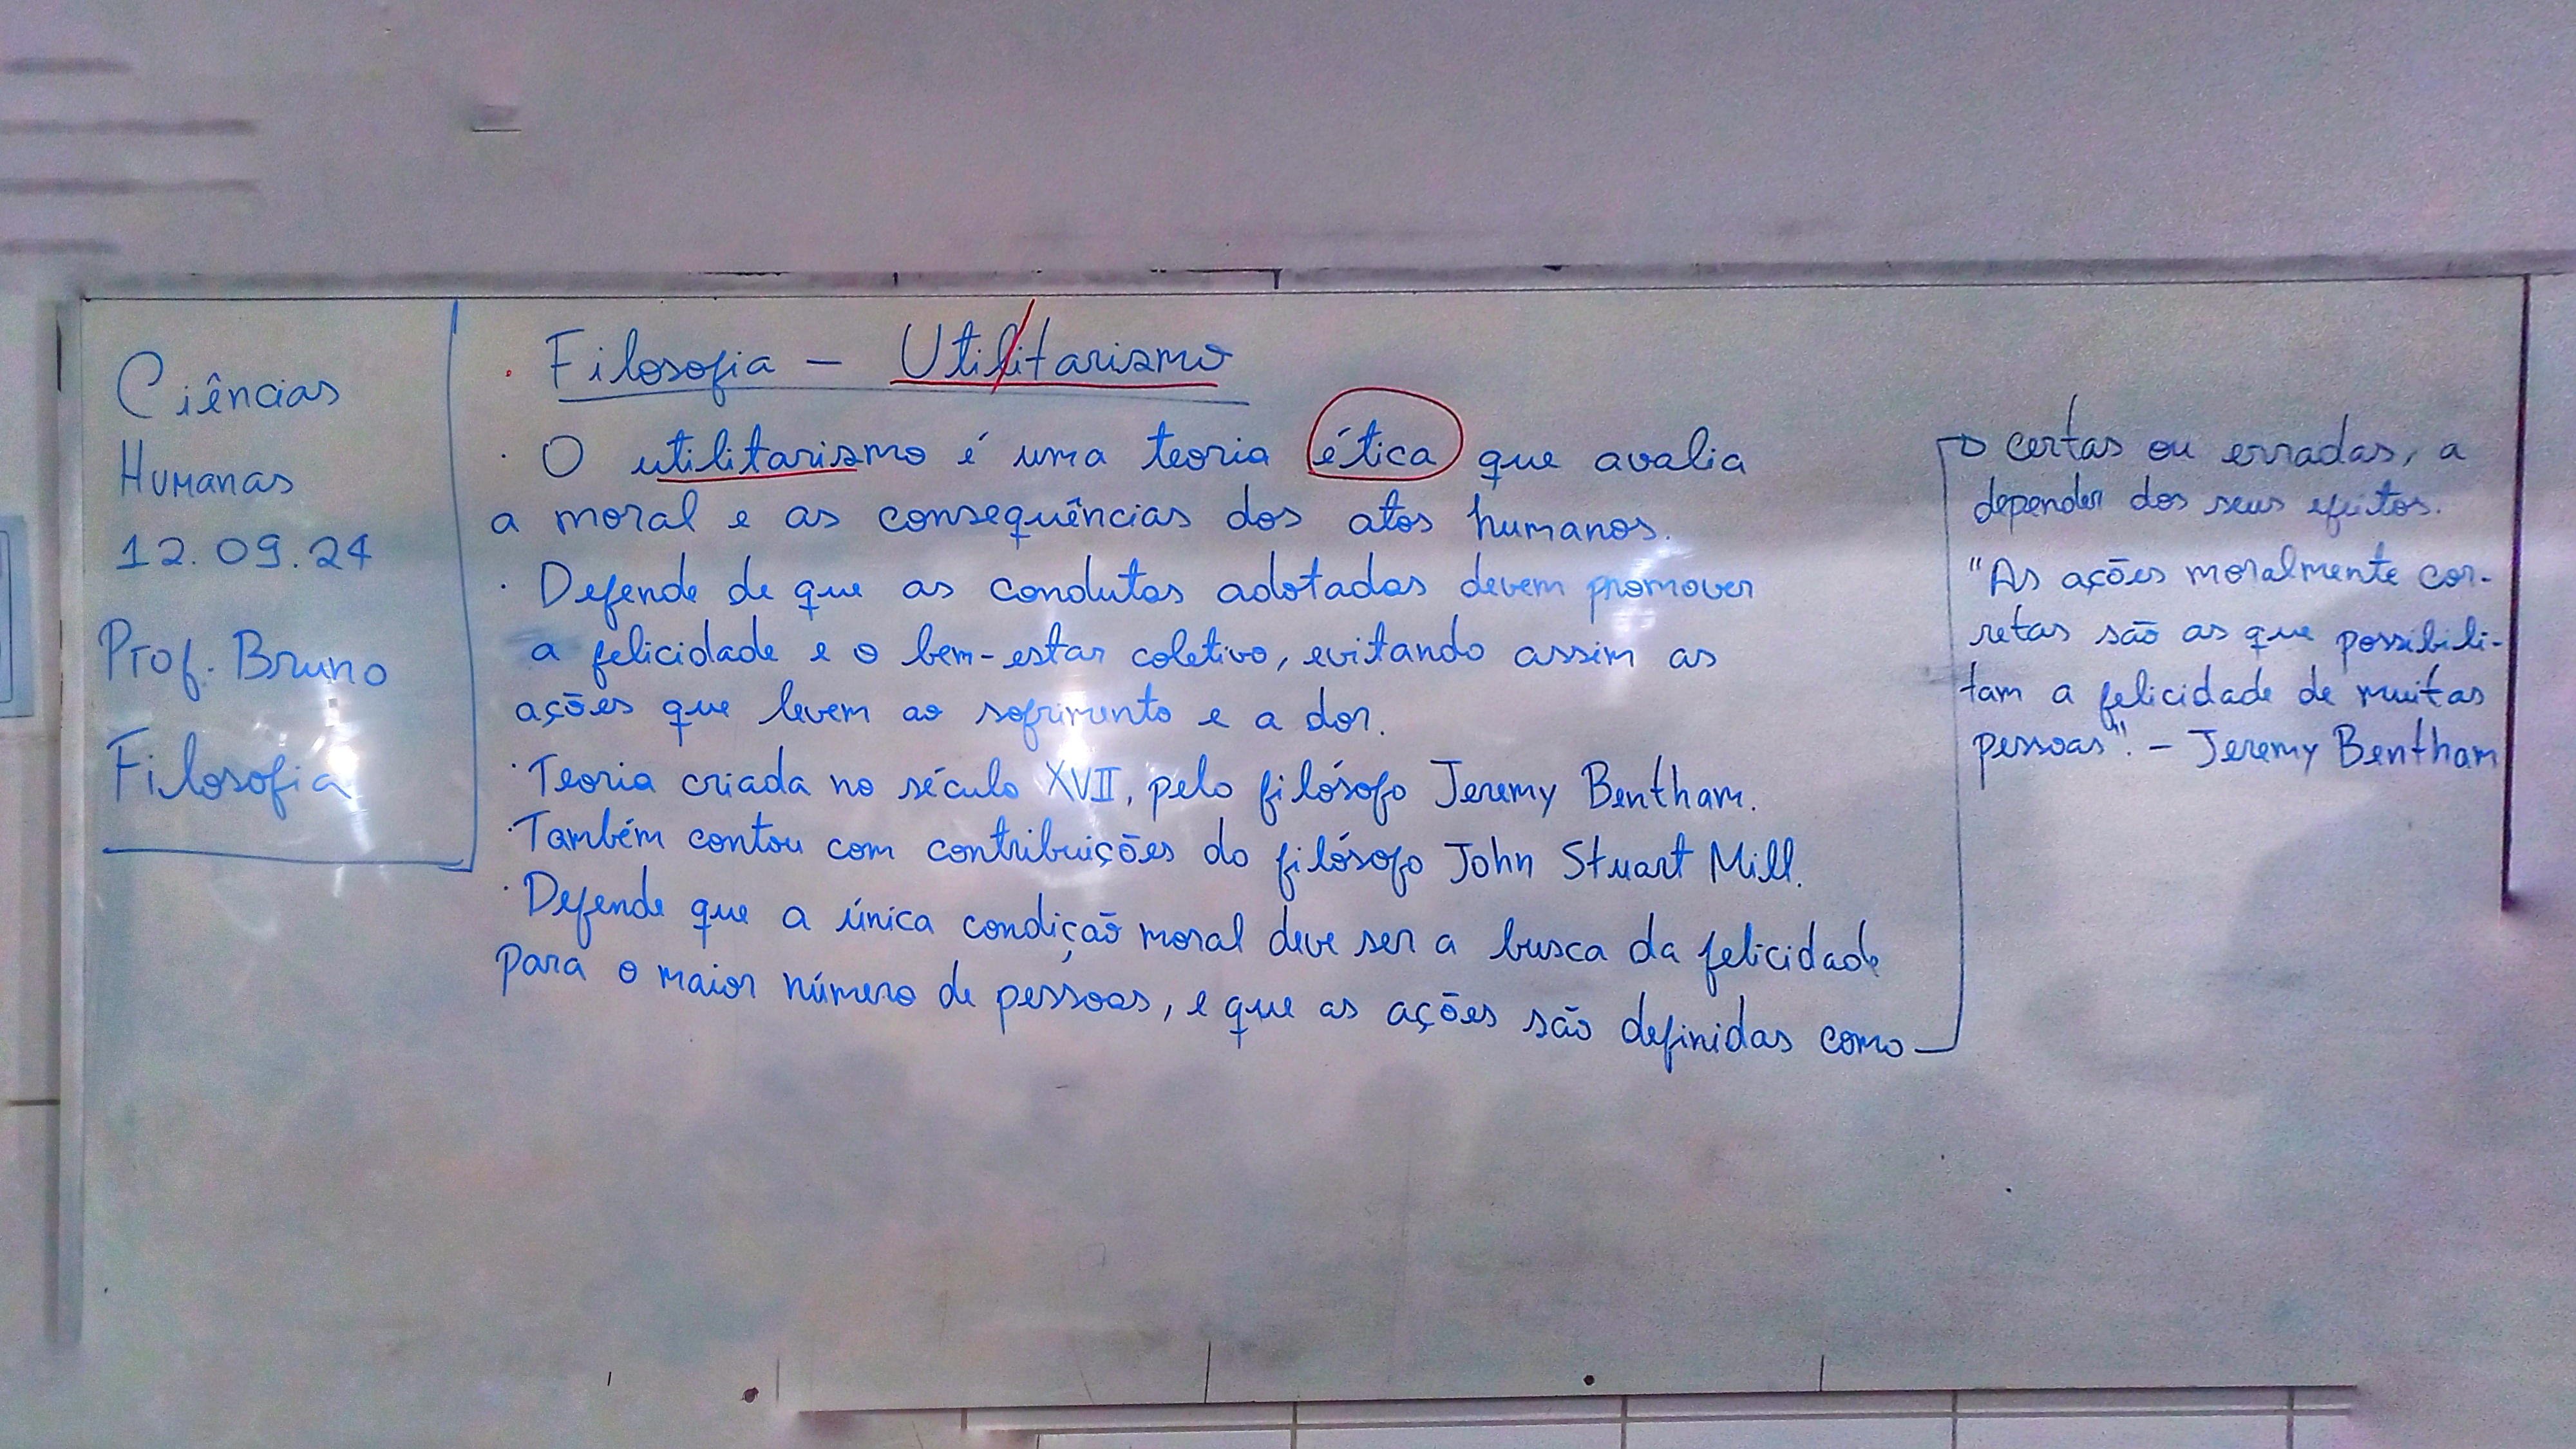 Ciências
Humanas
12.09.24
Prof. Bruno
Filosofia
· Filosofia - Utilitarismo
· O utilitarismo é uma teoria ética que avalia
a moral e as consequências dos atos humanos.
· Defende de que as condutas adotadas devem promover
a felicidade e o bem-estar coletivo, evitando assim as
ações que levem ao sofrimento e a dor.
· Teoria criada no século XVII, pelo filósofo Jeremy Bentham.
· Também contou com contribuições do filósofo John Stuart Mill.
· Defende que a única condição moral deve ser a busca da felicidade
para o maior número de pessoas, e que as ações são definidas como
certas ou erradas, a
depender dos seus efeitos.
"As ações moralmente cor-
retas são as que possibili-
tam a felicidade de muitas
pessoas". - Jeremy Bentham